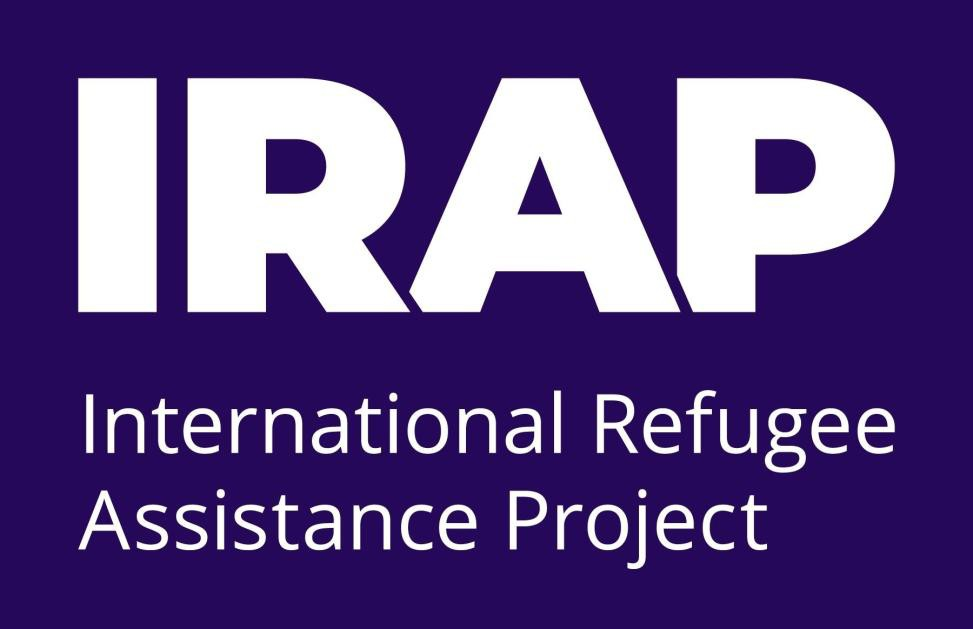 IRAP
International Refugee
Assistance Project